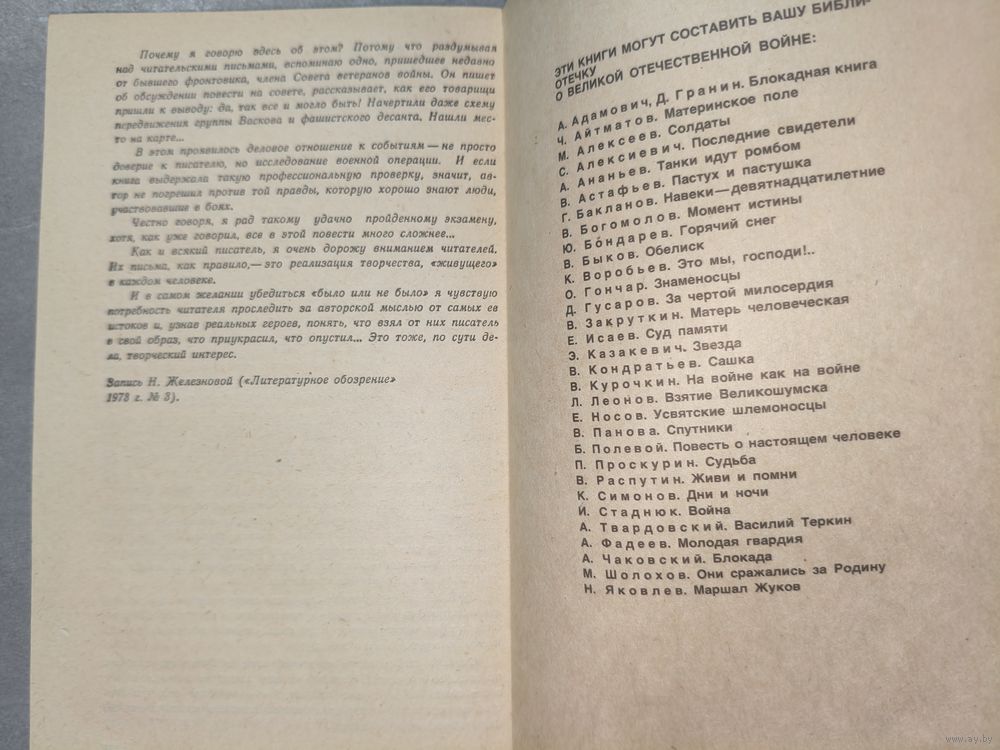 Почему я говорю здесь об этом? Потому что раздумывая
над читательскими письмами, вспоминаю одно, пришедшее недавно
от бывшего фронтовика, члена Совета ветеранов войны. Он пишет
об обсуждении повести на совете, рассказывает, как его товарищи
пришли к выводу: да, так все и могло быть! Начертили даже схему
передвижения группы Васкова и фашистского десанта. Нашли мес-
то на карте...
В этом проявилось деловое отношение к событиям — не просто
доверие к писателю, но исследование военной операции. И если
книга выдержала такую профессиональную проверку, значит, ав-
тор не погрешил против той правды, которую хорошо знают люди,
участвовавшие в боях.
Честно говоря, я рад такому удачно пройденному экзамену,
хотя, как уже говорил, все в этой повести много сложнее...
Как и всякий писатель, я очень дорожу вниманием читателей.
Их письма, как правило,— это реализация творчества, «живущего»
в каждом человеке.
И в самом желании убедиться «было или не было» я чувствую
потребность читателя проследить за авторской мыслью от самых ее
истоков и, узнав реальных героев, понять, что взял от них писатель
в свой образ, что приукрасил, что опустил... Это тоже, по сути де-
ла, творческий интерес.
Запись Н. Железновой («Литературное обозрение»
1973 г. № 3).
ЭТИ КНИГИ МОГУТ СОСТАВИТЬ ВАШУ БИБЛИ-
ОТЕЧКУ
О ВЕЛИКОЙ ОТЕЧЕСТВЕННОЙ ВОЙНЕ:
А. Адамович, Д. Гранин. Блокадная книга
Ч. Айтматов. Материнское поле
М. Алексеев. Солдаты
С. Алексиевич. Последние свидетели
А. Ананьев. Танки идут ромбом
В. Астафьев. Пастух и пастушка
Г. Бакланов. Навеки—девятнадцатилетние
В. Богомолов. Момент истины
Ю. Бондарев. Горячий снег
В. Быков. Обелиск
К. Воробьев. Это мы, господи!..
О. Гончар. Знаменосцы
Д. Гусаров. За чертой милосердия
В. Закруткин. Матерь человеческая
Е. Исаев. Суд памяти
Э. Казакевич. Звезда
В. Кондратьев. Сашка
В. Курочкин. На войне как на войне
Л. Леонов. Взятие Великошумска
Е. Носов. Усвятские шлемоносцы
В. Панова. Спутники
Б. Полевой. Повесть о настоящем человеке
П. Проскурин. Судьба
В. Распутин. Живи и помни
К. Симонов. Дни и ночи
И. Стаднюк. Война
А. Твардовский. Василий Теркин
А. Фадеев. Молодая гвардия
А. Чаковский. Блокада
М. Шолохов. Они сражались за Родину
Н. Яковлев. Маршал Жуков
www.ay.by